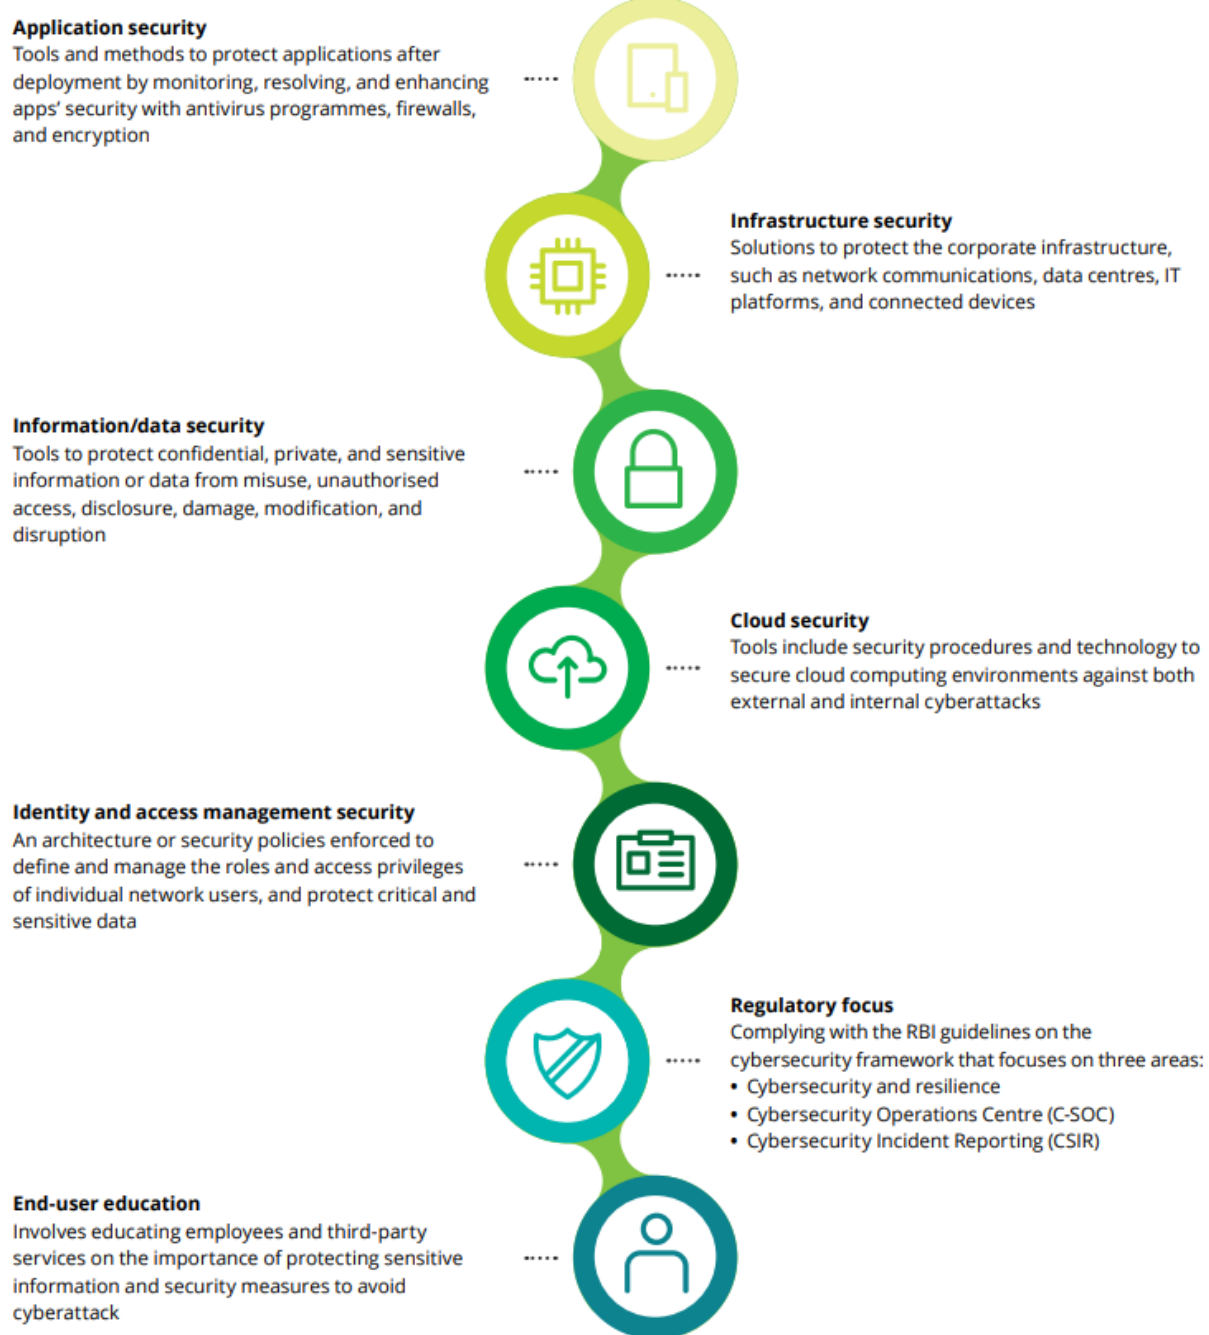 Application security
Tools and methods to protect applications after
deployment by monitoring, resolving, and enhancing
apps’ security with antivirus programmes, firewalls,
and encryption
Infrastructure security
Solutions to protect the corporate infrastructure,
such as network communications, data centres, IT
platforms, and connected devices
Information/data security
Tools to protect confidential, private, and sensitive
information or data from misuse, unauthorised
access, disclosure, damage, modification, and
disruption
Cloud security
Tools include security procedures and technology to
secure cloud computing environments against both
external and internal cyberattacks
Identity and access management security
An architecture or security policies enforced to
define and manage the roles and access privileges
of individual network users, and protect critical and
sensitive data
Regulatory focus
Complying with the RBI guidelines on the
cybersecurity framework that focuses on three areas:
• Cybersecurity and resilience
• Cybersecurity Operations Centre (C-SOC)
• Cybersecurity Incident Reporting (CSIR)
End-user education
Involves educating employees and third-party
services on the importance of protecting sensitive
information and security measures to avoid
cyberattack